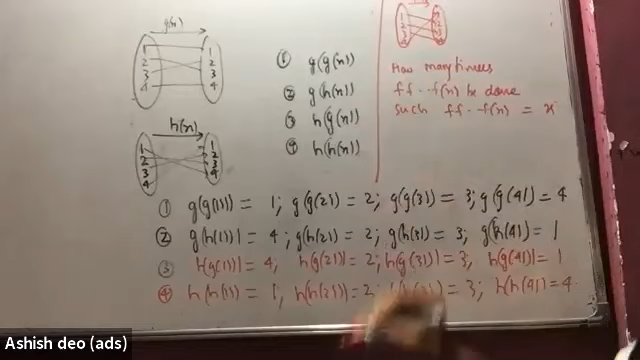 g(x)
1
2
3
4
1
2
3
4
h(x)
1
2
3
4
1
2
3
4
① g(g(x))
② g(h(x))
③ h(g(x))
④ h(h(x))
How many times
ff--f(x) be done
such ff--f(x) = x
① g(g(1)) = 1; g(g(2)) = 2; g(g(3)) = 3; g(g(4)) = 4
② g(h(1)) = 4; g(h(2)) = 2; g(h(3)) = 3; g(h(4)) = 1
③ h(g(1)) = 4, h(g(2)) = 2; h(g(3)) = 3, h(g(4)) = 1
④ h(h(1)) = 1, h(h(2)) = 2; = 3; h(h(4)) = 4
Ashish deo (ads)